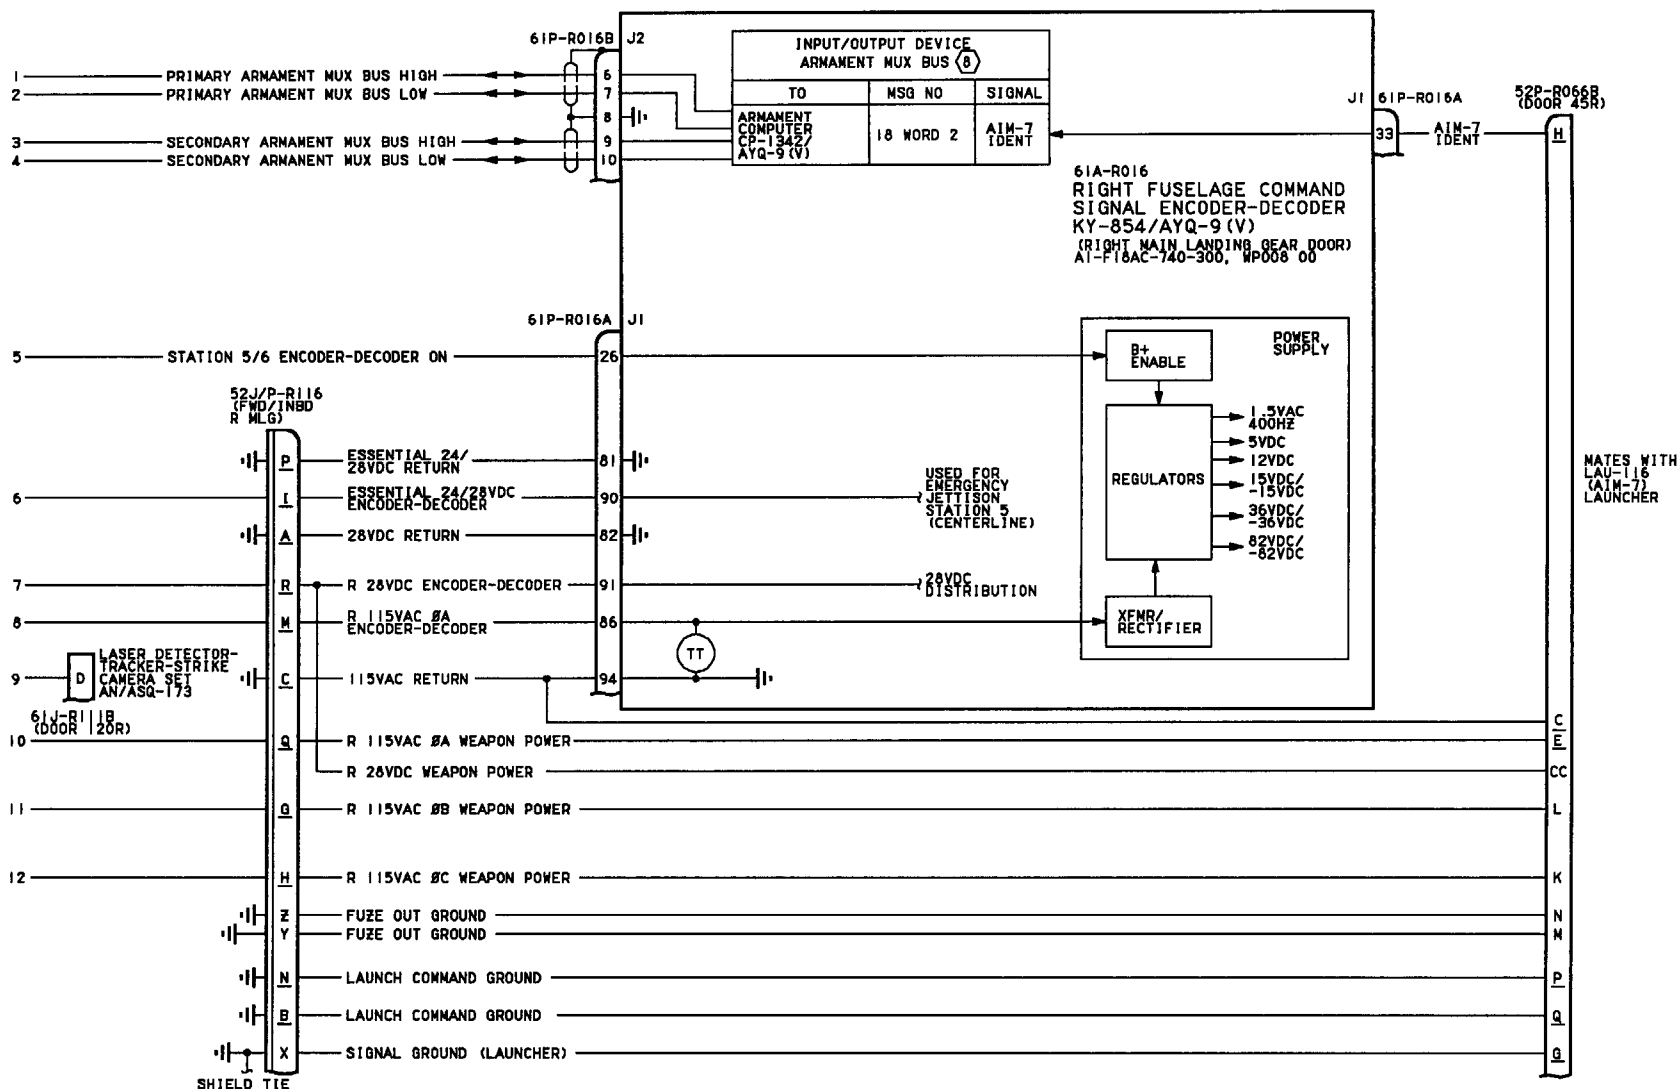 61P-R016B J2
INPUT/OUTPUT DEVICE
ARMAMENT MUX BUS 8
TO MSG NO SIGNAL
ARMAMENT
COMPUTER
CP-1342/
AYQ-9(V)
18 WORD 2
AIM-7
IDENT
1 PRIMARY ARMAMENT MUX BUS HIGH 6
2 PRIMARY ARMAMENT MUX BUS LOW 7
8
3 SECONDARY ARMAMENT MUX BUS HIGH 9
4 SECONDARY ARMANENT MUX BUS LOW 10
J1 61P-R016A
33 AIM-7
IDENT
52P-R066B
(DOOR 45R)
H
61A-R016
RIGHT FUSELAGE COMMAND
SIGNAL ENCODER-DECODER
KY-854/AYQ-9(V)
(RIGHT MAIN LANDING GEAR DOOR)
A1-F18AC-740-300, WP008 00
61P-R016A J1
5 STATION 5/6 ENCODER-DECODER ON 26
B+
ENABLE
POWER
SUPPLY
REGULATORS
1.5VAC
400HZ
5VDC
12VDC
15VDC/
-15VDC
36VDC/
-36VDC
82VDC/
-82VDC
XFMR/
RECTIFIER
52J/P-R116
(FWD/INBD
R MLG)
P ESSENTIAL 24/
28VDC RETURN 81
6 I ESSENTIAL 24/28VDC
ENCODER-DECODER 90
USED FOR
EMERGENCY
JETTISON
STATION 5
(CENTERLINE)
A 28VDC RETURN 82
7 R R 28VDC ENCODER-DECODER 91
28VDC
DISTRIBUTION
8 M R 115VAC ØA
ENCODER-DECODER 86
TT
9 D LASER DETECTOR-
TRACKER-STRIKE
CAMERA SET
AN/ASQ-173
61J-R111B
(DOOR 120R)
C 115VAC RETURN 94
C
10 Q R 115VAC ØA WEAPON POWER E
R 28VDC WEAPON POWER CC
11 G R 115VAC ØB WEAPON POWER L
12 H R 115VAC ØC WEAPON POWER K
Z FUZE OUT GROUND N
Y FUZE OUT GROUND M
N LAUNCH COMMAND GROUND P
B LAUNCH COMMAND GROUND Q
X SIGNAL GROUND (LAUNCHER) G
SHIELD TIE
MATES WITH
LAU-116
(AIM-7)
LAUNCHER